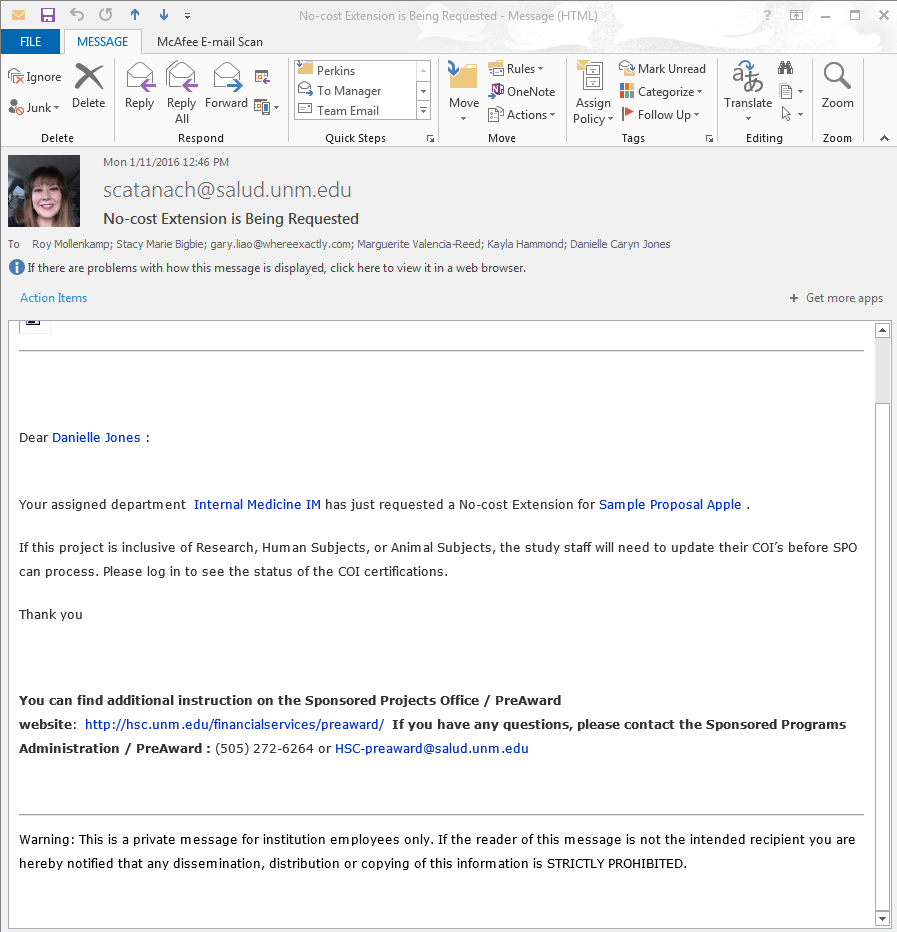 No-cost Extension is Being Requested - Message (HTML)
?
FILE MESSAGE McAfee E-mail Scan
Ignore
Junk
Delete
Delete
Reply
Reply All
Forward
Respond
Perkins
To Manager
Team Email
Quick Steps
Move
Rules
OneNote
Actions
Move
Assign Policy
Mark Unread
Categorize
Follow Up
Tags
Translate
Editing
Zoom
Zoom
Mon 1/11/2016 12:46 PM
scatanach@salud.unm.edu
No-cost Extension is Being Requested
To Roy Mollenkamp; Stacy Marie Bigbie; gary.liao@whereexactly.com; Marguerite Valencia-Reed; Kayla Hammond; Danielle Caryn Jones
If there are problems with how this message is displayed, click here to view it in a web browser.
Action Items + Get more apps
Dear Danielle Jones :
Your assigned department Internal Medicine IM has just requested a No-cost Extension for Sample Proposal Apple .
If this project is inclusive of Research, Human Subjects, or Animal Subjects, the study staff will need to update their COI's before SPO
can process. Please log in to see the status of the COI certifications.
Thank you
You can find additional instruction on the Sponsored Projects Office / PreAward
website: http://hsc.unm.edu/financialservices/preaward/ If you have any questions, please contact the Sponsored Programs
Administration / PreAward : (505) 272-6264 or HSC-preaward@salud.unm.edu
Warning: This is a private message for institution employees only. If the reader of this message is not the intended recipient you are
hereby notified that any dissemination, distribution or copying of this information is STRICTLY PROHIBITED.